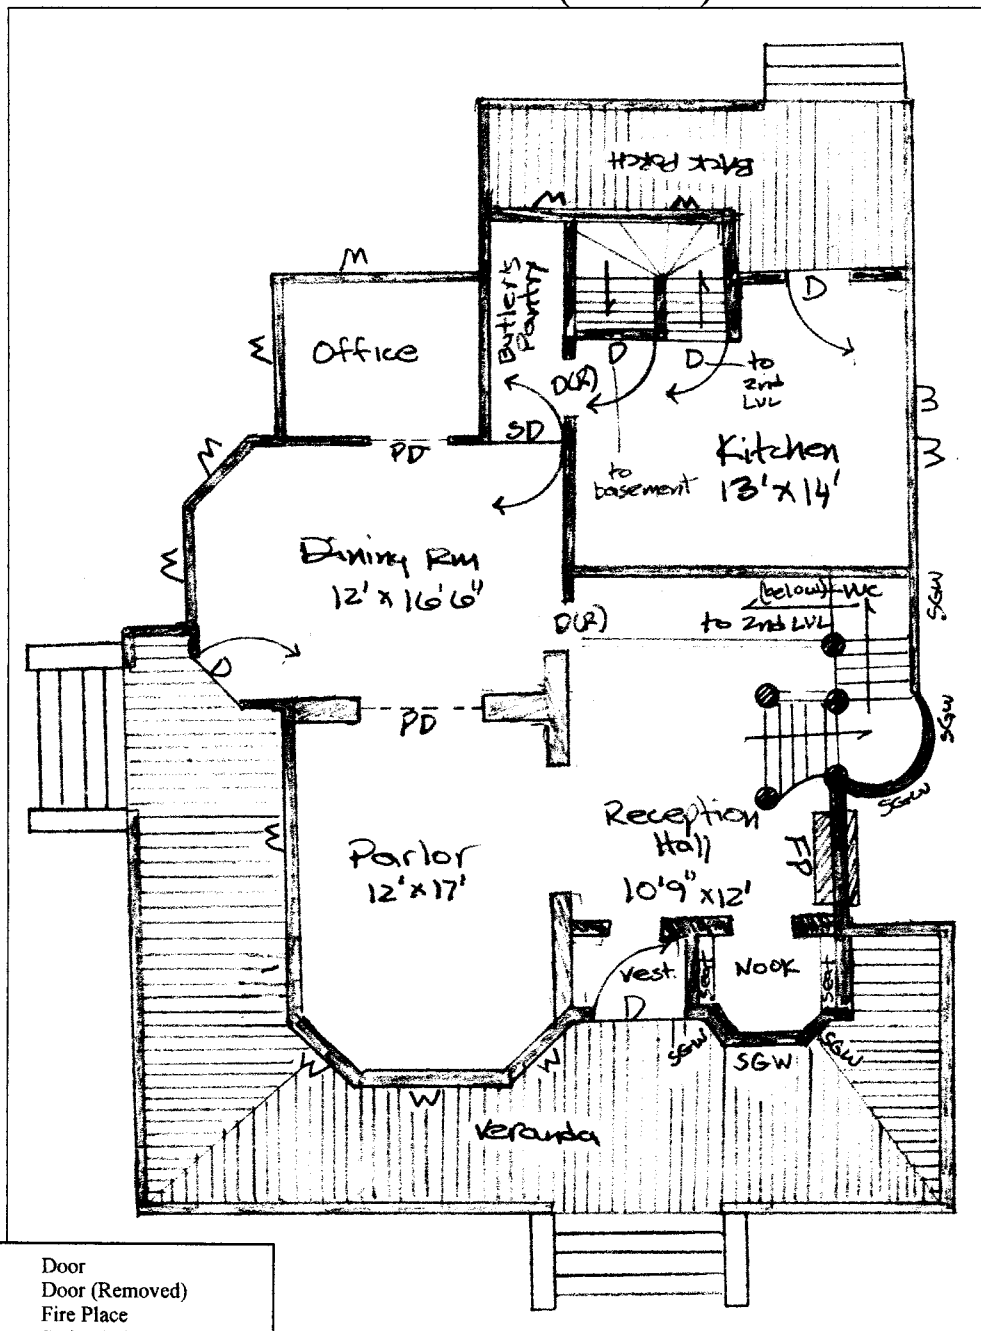 BACK PORCH
W
W
W
Butler's
Pantry
D
Office
W
D
D
to
2nd
LVL
D(R)
W
W
SD
PD
W
Kitchen
13' x 14'
to
basement
Dining Rm
12' x 16'6"
W
(below) WC
SGW
D(R)
to 2nd LVL
D
PD
SGW
SGW
Reception
Hall
10'9" x 12'
FP
W
Parlor
12' x 17'
Vest.
Seat
NOOK
Seat
D
SGW
SGW
SGW
W
W
W
Veranda
Door
Door (Removed)
Fire Place